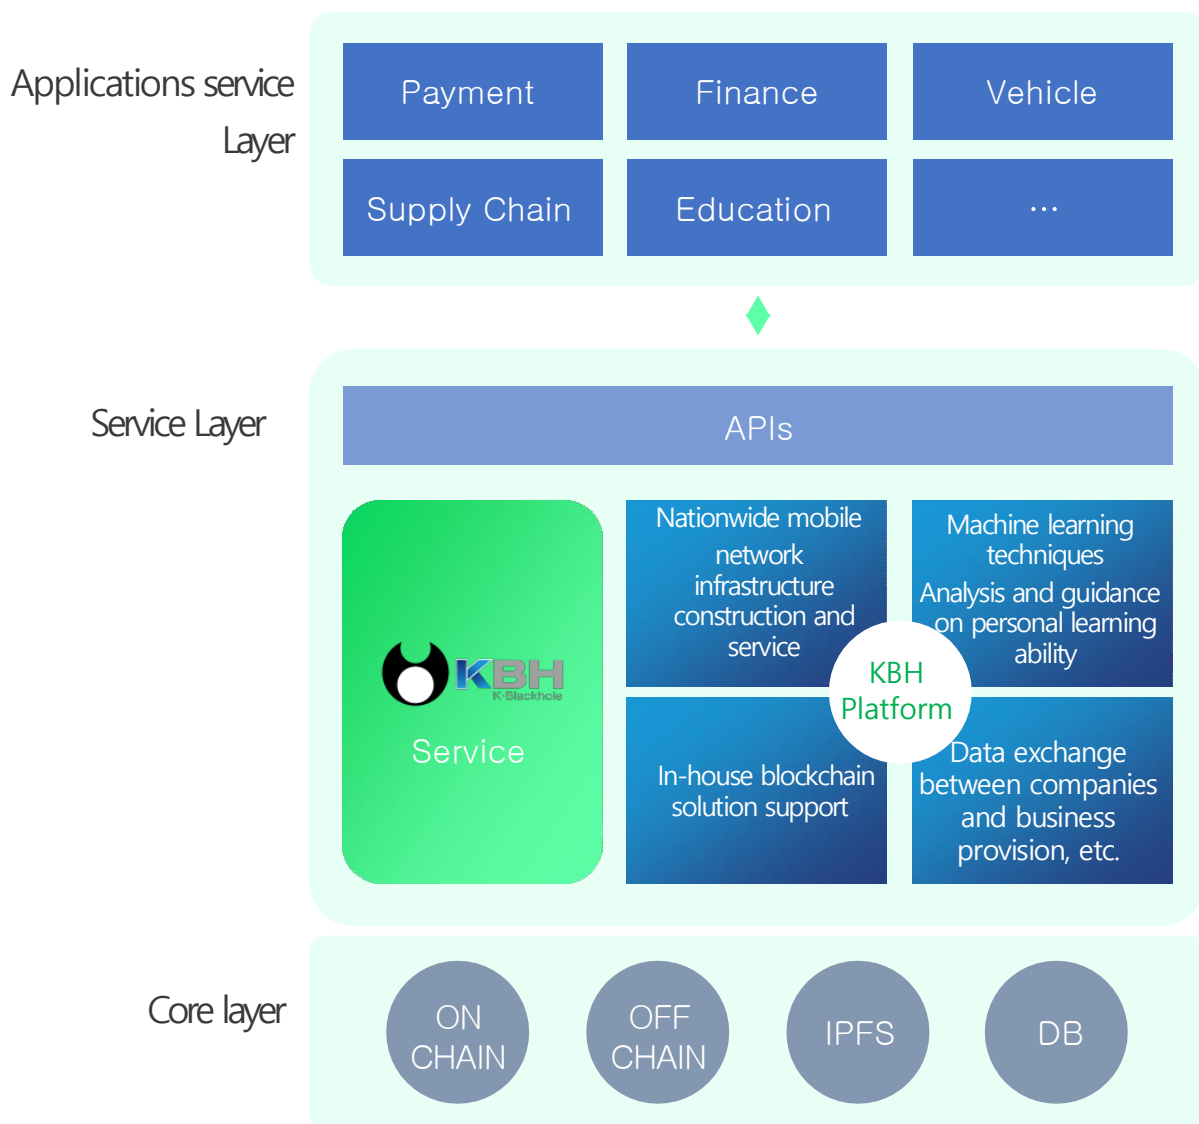 Applications service
Layer
Payment
Finance
Vehicle
Supply Chain
Education
...
Service Layer
APIs
KBH
K-Blackhole
Service
Nationwide mobile
network
infrastructure
construction and
service
Machine learning
techniques
Analysis and guidance
on personal learning
ability
KBH
Platform
In-house blockchain
solution support
Data exchange
between companies
and business
provision, etc.
Core layer
ON
CHAIN
OFF
CHAIN
IPFS
DB